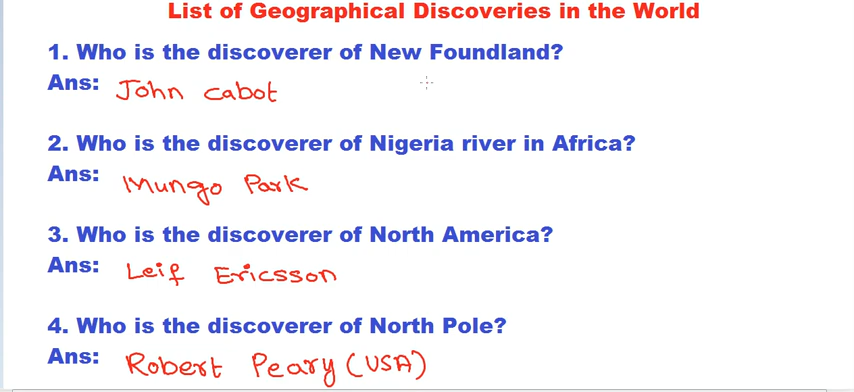 List of Geographical Discoveries in the World
1. Who is the discoverer of New Foundland?
Ans: John Cabot
2. Who is the discoverer of Nigeria river in Africa?
Ans: Mungo Park
3. Who is the discoverer of North America?
Ans: Leif Ericsson
4. Who is the discoverer of North Pole?
Ans: Robert Peary (USA)